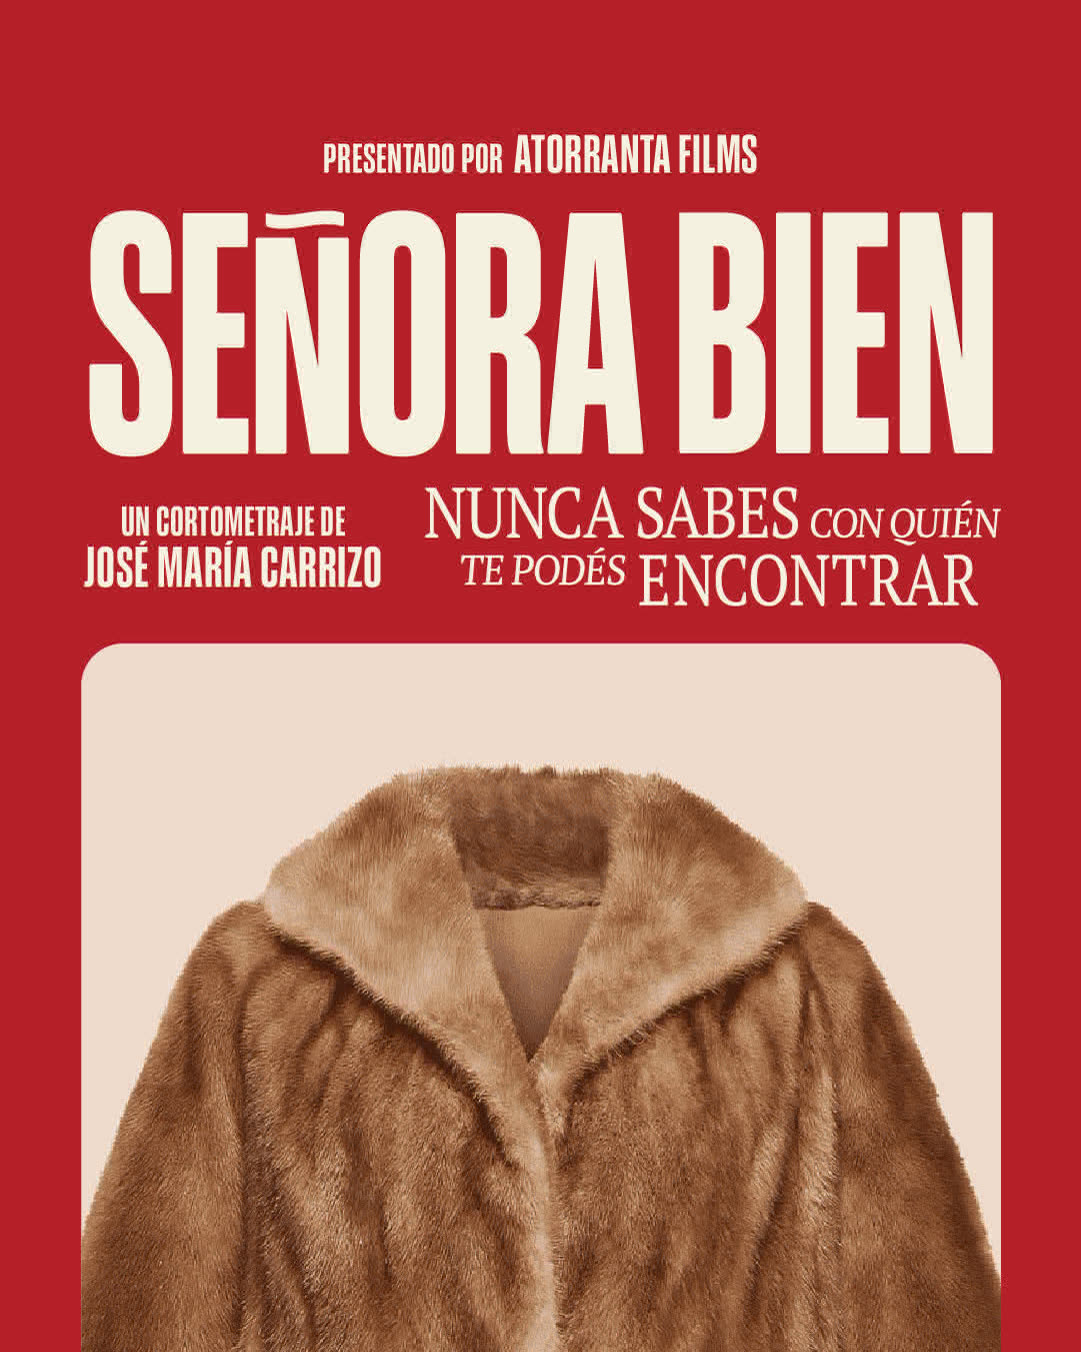 PRESENTADO POR ATORRANTA FILMS
SEÑORA BIEN
UN CORTOMETRAJE DE
JOSÉ MARÍA CARRIZO
NUNCA SABES CON QUIÉN
TE PODÉS ENCONTRAR